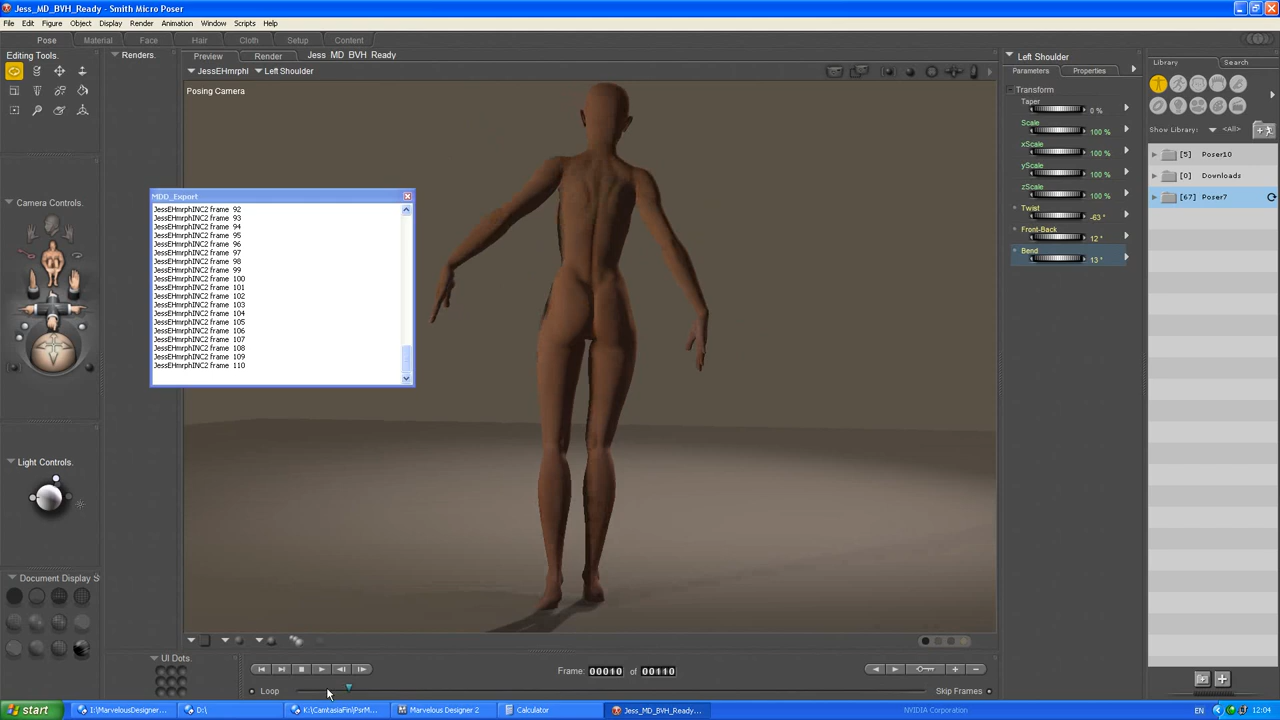 Jess_MD_BVH_Ready - Smith Micro Poser
File Edit Figure Object Display Render Animation Window Scripts Help
Pose Material Face Hair Cloth Setup Content
Editing Tools.
Renders.
Preview Render Jess_MD_BVH_Ready
JessEHmrphI Left Shoulder
Posing Camera
MDD_Export
JessEHmrphINC2 frame 92
JessEHmrphINC2 frame 93
JessEHmrphINC2 frame 94
JessEHmrphINC2 frame 95
JessEHmrphINC2 frame 96
JessEHmrphINC2 frame 97
JessEHmrphINC2 frame 98
JessEHmrphINC2 frame 99
JessEHmrphINC2 frame 100
JessEHmrphINC2 frame 101
JessEHmrphINC2 frame 102
JessEHmrphINC2 frame 103
JessEHmrphINC2 frame 104
JessEHmrphINC2 frame 105
JessEHmrphINC2 frame 106
JessEHmrphINC2 frame 107
JessEHmrphINC2 frame 108
JessEHmrphINC2 frame 109
JessEHmrphINC2 frame 110
Camera Controls.
Light Controls.
Document Display S
UI Dots.
Left Shoulder
Parameters Properties
Transform
Taper
0 %
Scale
100 %
xScale
100 %
yScale
100 %
zScale
100 %
Twist
-63 °
Front-Back
12 °
Bend
13 °
Library Search
Show Library: <All>
[5] Poser10
[0] Downloads
[67] Poser7
Frame: 00010 of 00110
Loop
Skip Frames
start I:\MarvelousDesigner... D:\ K:\CamtasiaFin\PsrM... Marvelous Designer 2 Calculator Jess_MD_BVH_Ready... NVIDIA Corporation EN 12:04